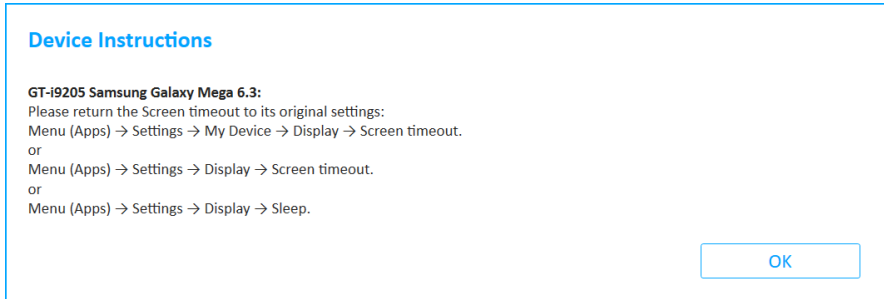 Device Instructions
GT-i9205 Samsung Galaxy Mega 6.3:
Please return the Screen timeout to its original settings:
Menu (Apps) → Settings → My Device → Display → Screen timeout.
or
Menu (Apps) → Settings → Display → Screen timeout.
or
Menu (Apps) → Settings → Display → Sleep.
OK